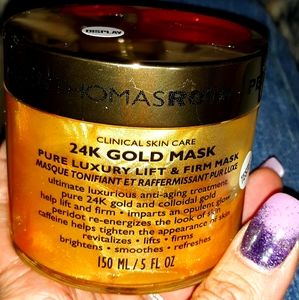 DISPLAY
THOMASRO
PE
CLINICAL SKIN CARE
24K GOLD MASK
PURE LUXURY LIFT & FIRM MASK
MASQUE TONIFIANT ET RAFFERMISSANT PUR LUXE
ultimate luxurious anti-aging treatment
pure 24K gold and colloidal gold
help lift and firm • imparts an opulent glow
peridot re-energizes the look of skin
caffeine helps tighten the appearance of skin
revitalizes • lifts • firms
brightens • smoothes • refreshes
150 ML / 5 FL OZ